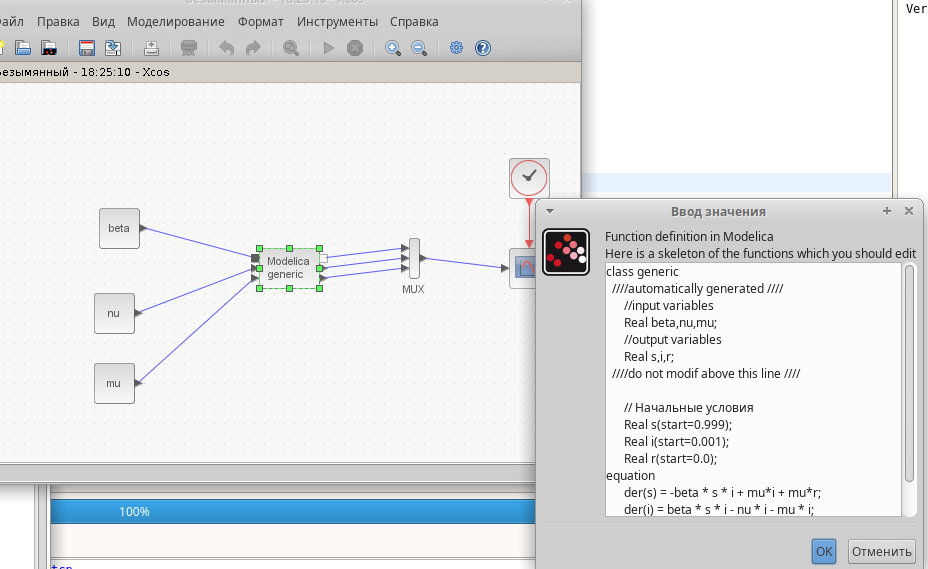 айл Правка Вид Моделирование Формат Инструменты Справка
езымянный - 18:25:10 - Xcos
Ver
beta
nu
mu
Modelica
generic
MUX
Ввод значения
Function definition in Modelica
Here is a skeleton of the functions which you should edit
class generic
////automatically generated ////
//input variables
Real beta,nu,mu;
//output variables
Real s,i,r;
////do not modif above this line ////
// Начальные условия
Real s(start=0.999);
Real i(start=0.001);
Real r(start=0.0);
equation
der(s) = -beta * s * i + mu*i + mu*r;
der(i) = beta * s * i - nu * i - mu * i;
OK
Отменить
100%